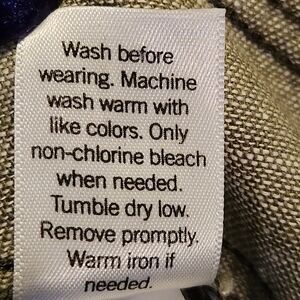 Wash before
wearing. Machine
wash warm with
like colors. Only
non-chlorine bleach
when needed.
Tumble dry low.
Remove promptly.
Warm iron if
needed.